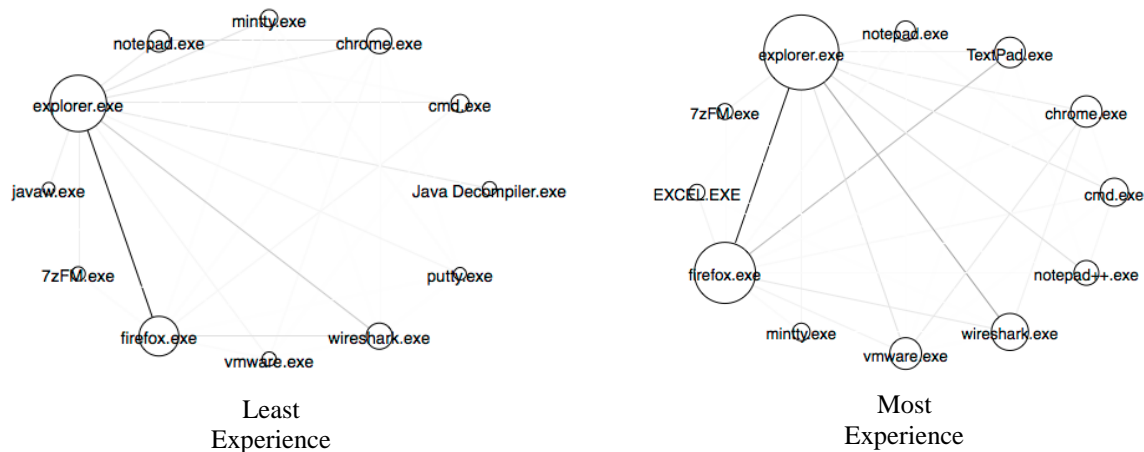 mintty.exe
notepad.exe
chrome.exe
explorer.exe
cmd.exe
javaw.exe
Java Decompiler.exe
7zFM.exe
putty.exe
firefox.exe
wireshark.exe
vmware.exe
Least
Experience
notepad.exe
explorer.exe
TextPad.exe
7zFM.exe
chrome.exe
EXCEL.EXE
cmd.exe
firefox.exe
notepad++.exe
mintty.exe
wireshark.exe
vmware.exe
Most
Experience